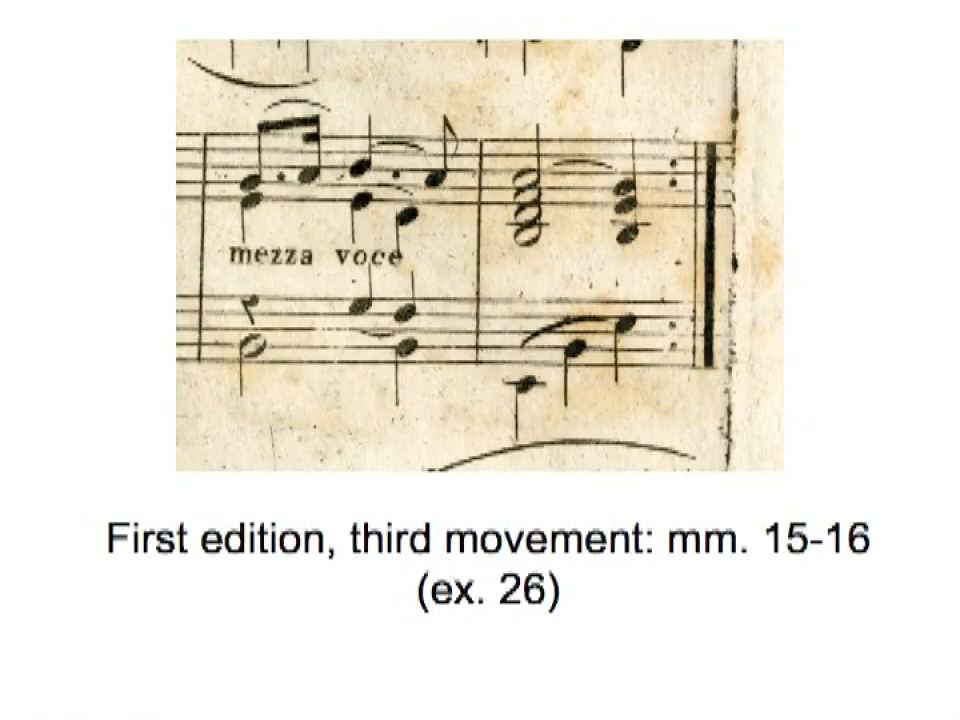 mezza voce
First edition, third movement: mm. 15-16
(ex. 26)